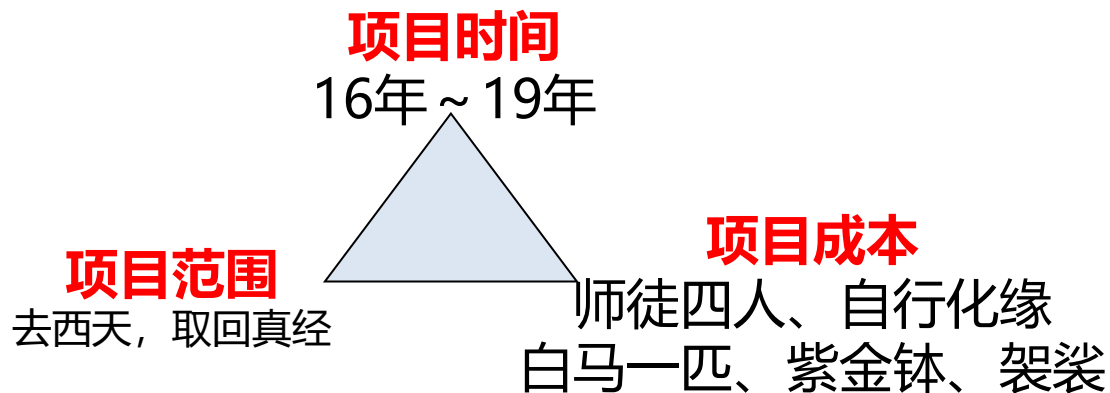 项目时间
16年～19年
项目范围
去西天，取回真经
项目成本
师徒四人、自行化缘
白马一匹、紫金钵、袈裟